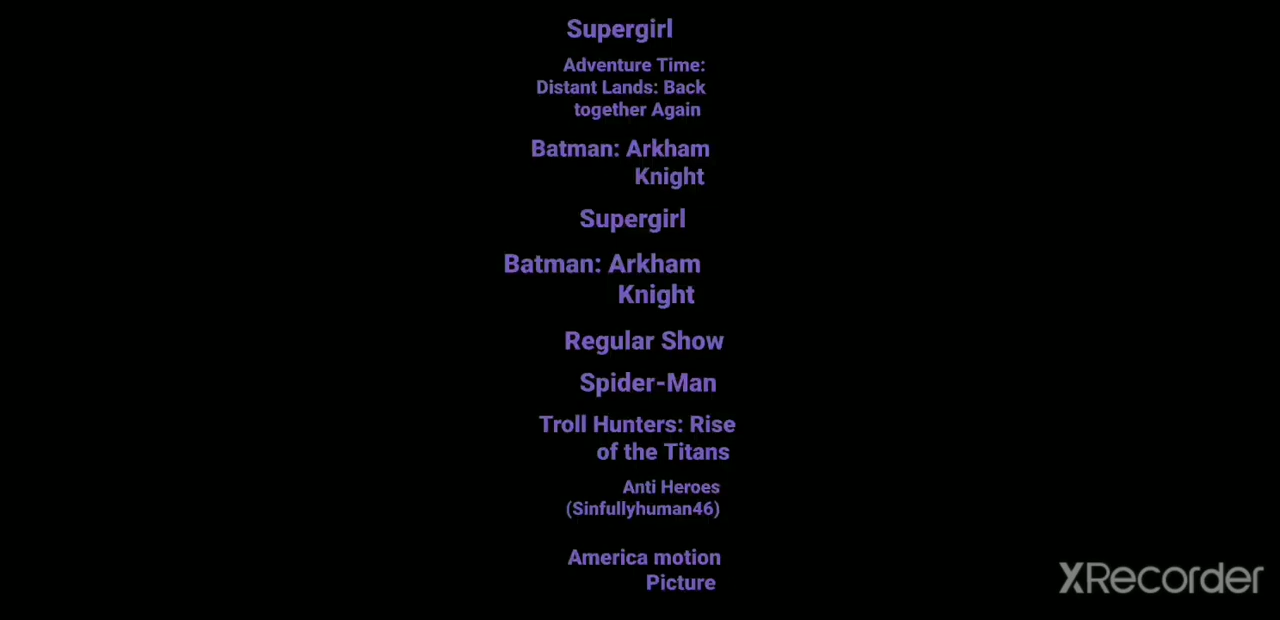 Supergirl
Adventure Time:
Distant Lands: Back
together Again
Batman: Arkham
Knight
Supergirl
Batman: Arkham
Knight
Regular Show
Spider-Man
Troll Hunters: Rise
of the Titans
Anti Heroes
(Sinfullyhuman46)
America motion
Picture
XRecorder